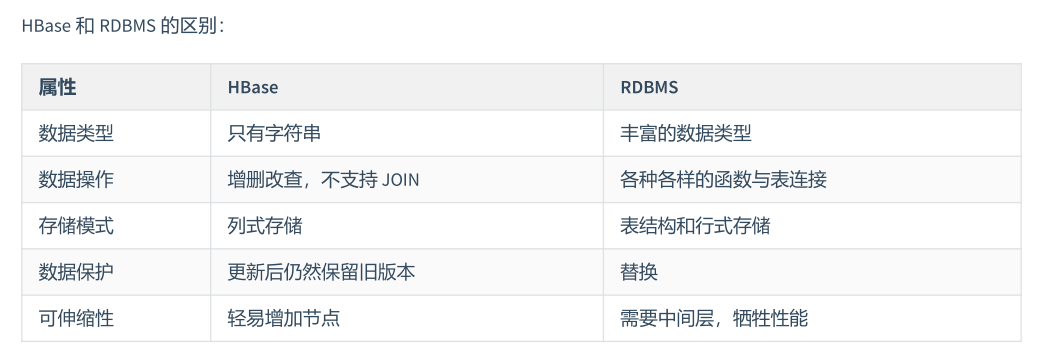 HBase 和 RDBMS 的区别：
属性 HBase RDBMS
数据类型 只有字符串 丰富的数据类型
数据操作 增删改查，不支持 JOIN 各种各样的函数与表连接
存储模式 列式存储 表结构和行式存储
数据保护 更新后仍然保留旧版本 替换
可伸缩性 轻易增加节点 需要中间层，牺牲性能